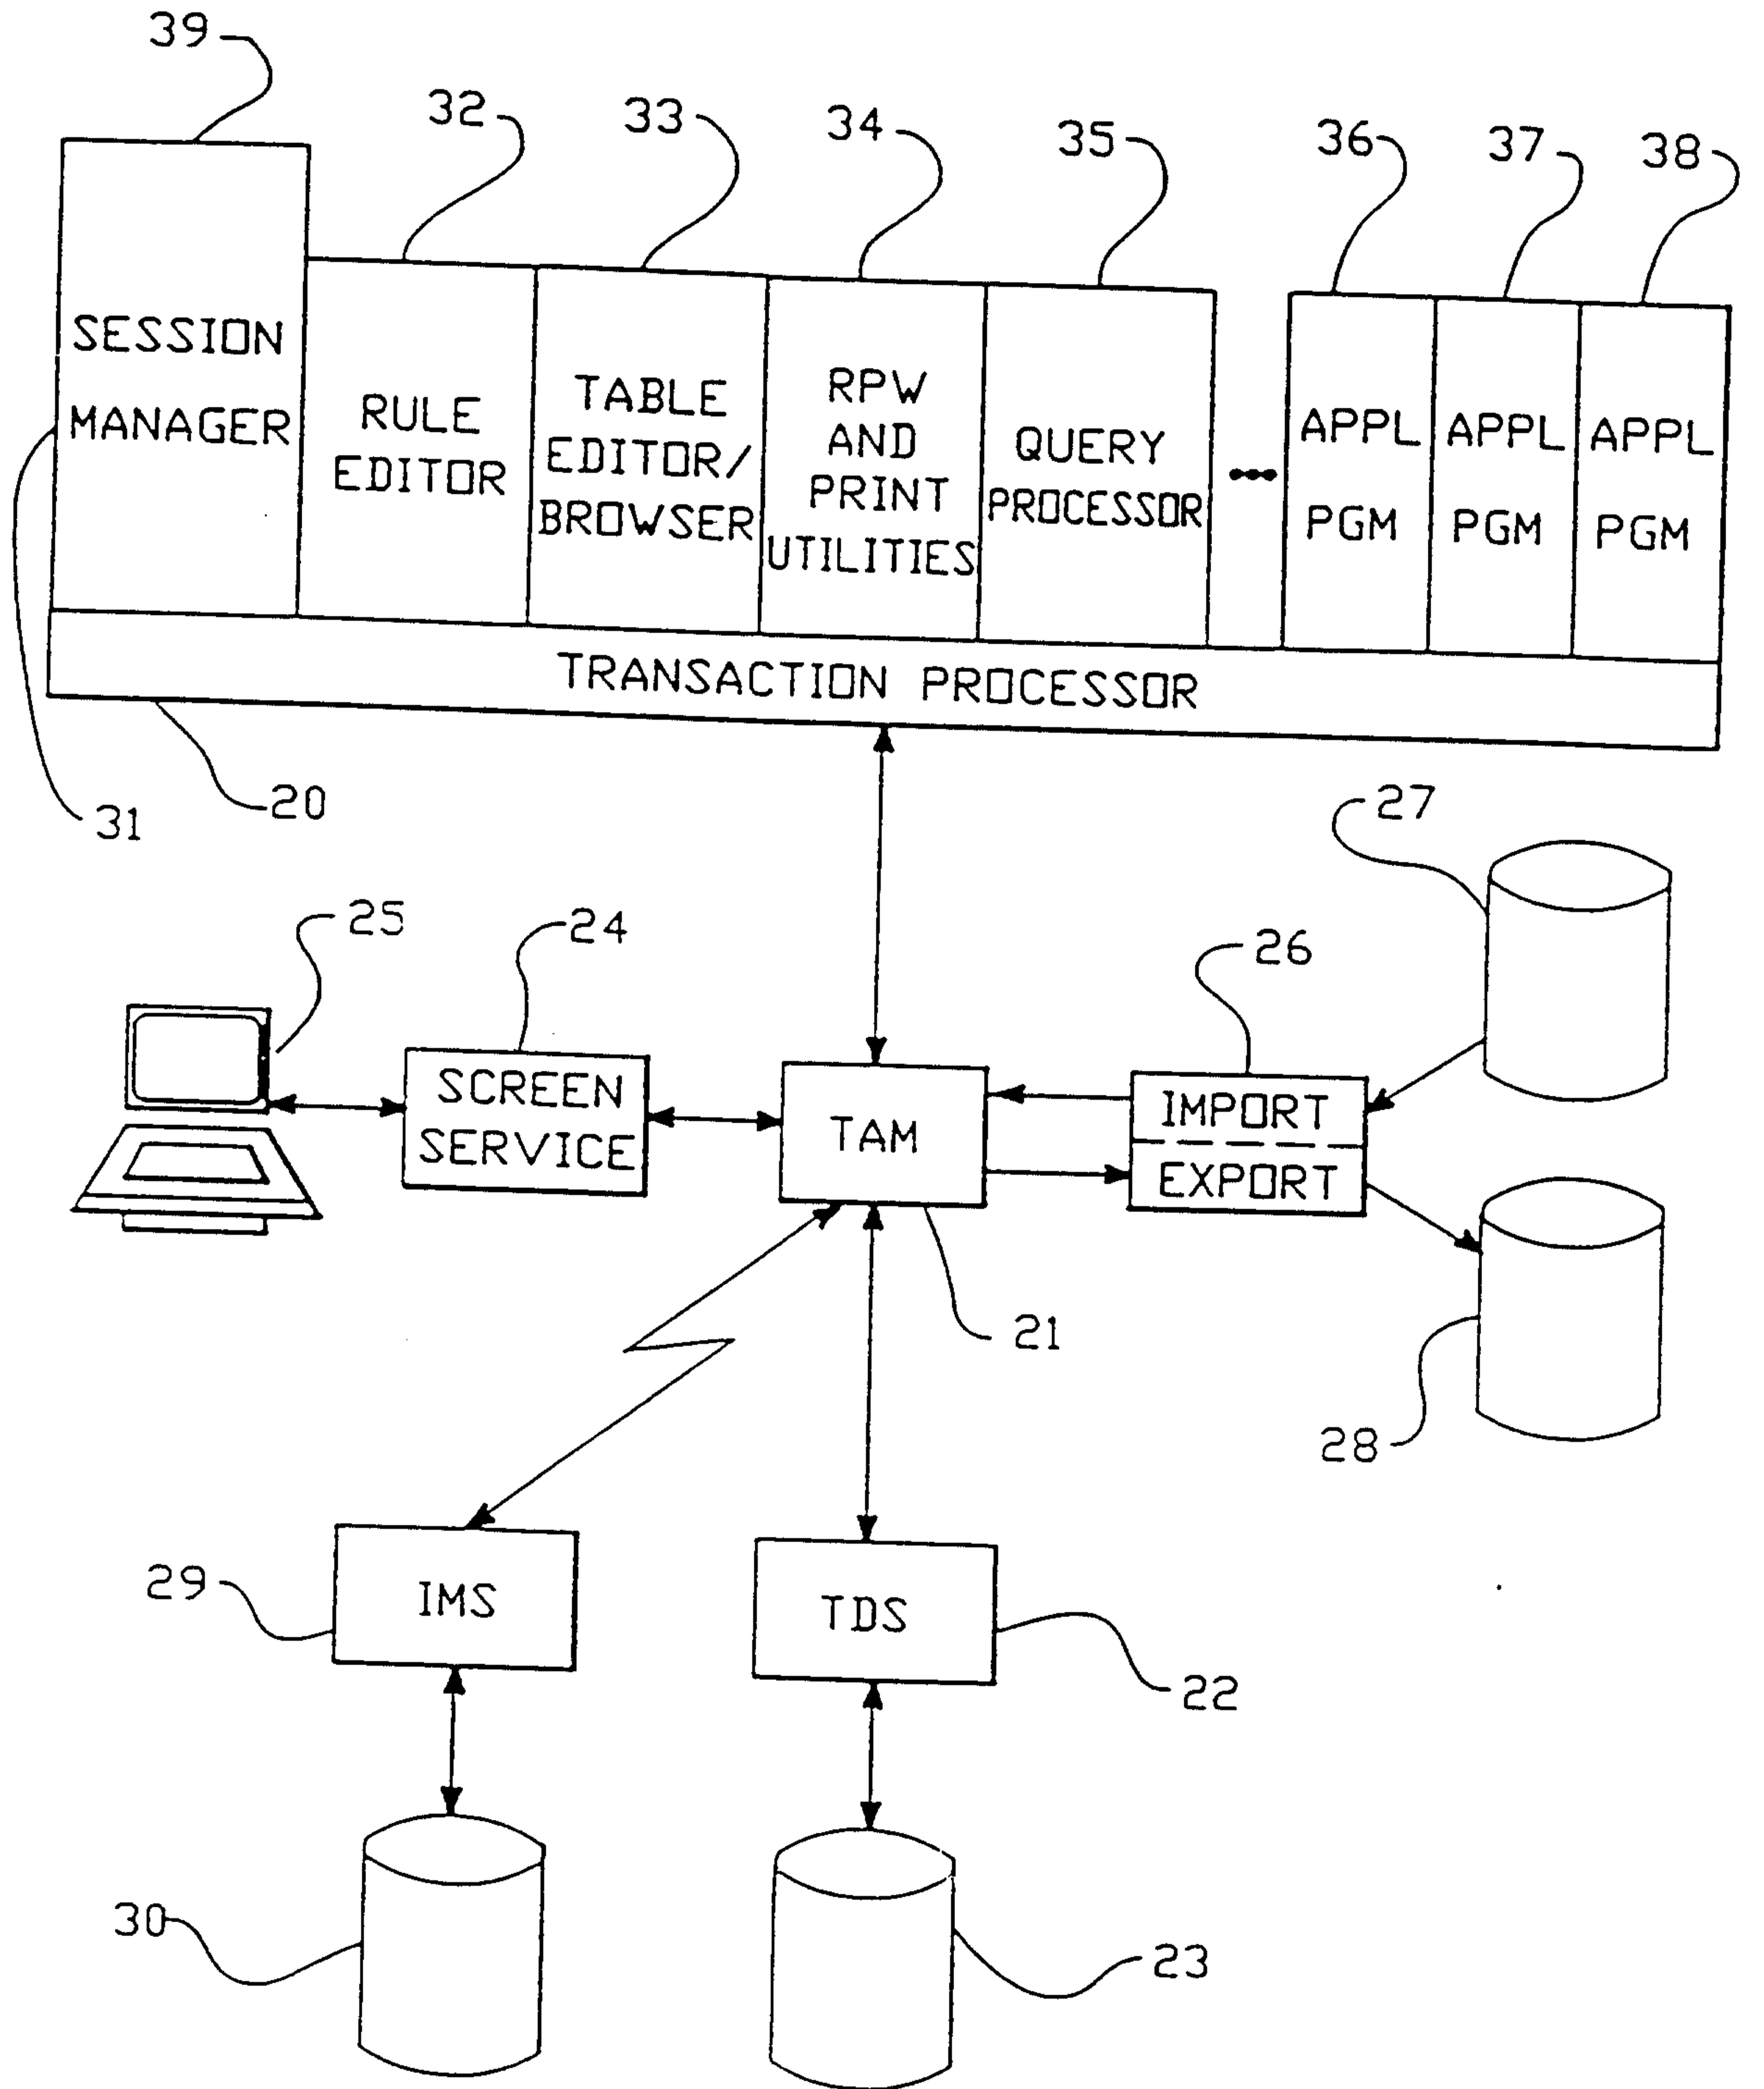 39
32
33
34
35
36
37
38
SESSION
MANAGER
RULE
EDITOR
TABLE
EDITOR/
BROWSER
RPW
AND
PRINT
UTILITIES
QUERY
PROCESSOR
•••
APPL
PGM
APPL
PGM
APPL
PGM
TRANSACTION PROCESSOR
31
20
27
25
24
26
SCREEN
SERVICE
TAM
IMPORT
EXPORT
21
28
29
IMS
TDS
22
30
23